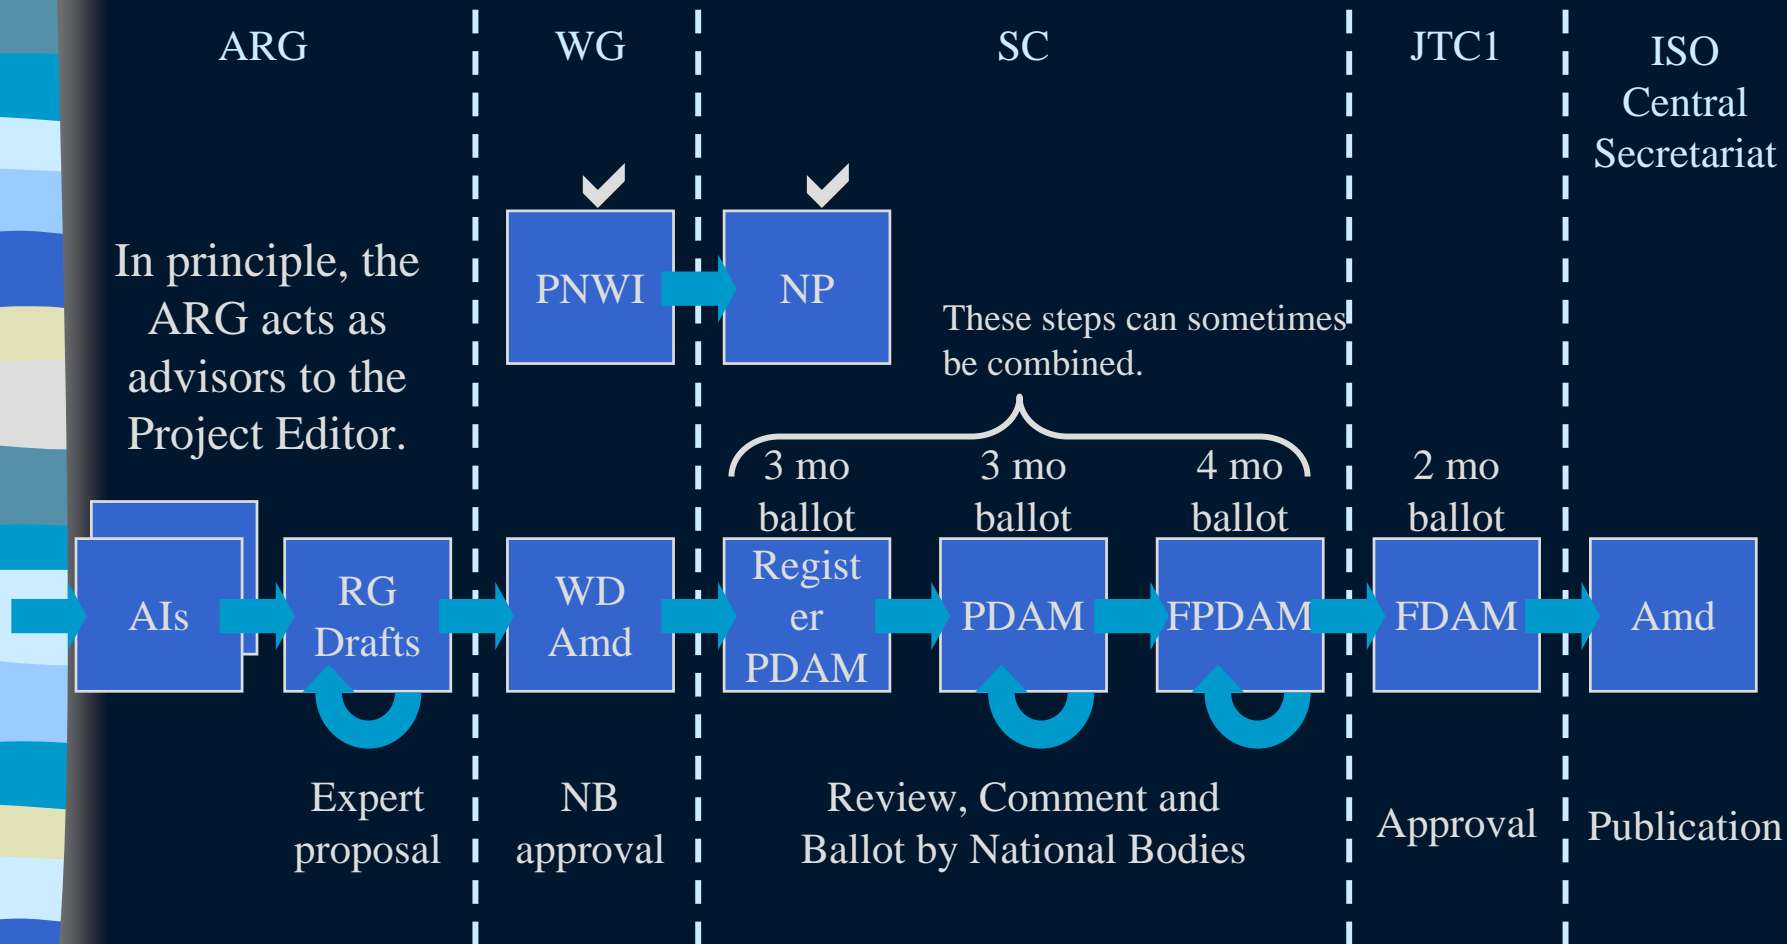 ARG
WG
SC
JTC1
ISO
Central
Secretariat
In principle, the
ARG acts as
advisors to the
Project Editor.
PNWI
NP
These steps can sometimes
be combined.
3 mo
ballot
3 mo
ballot
4 mo
ballot
2 mo
ballot
AIs
RG
Drafts
WD
Amd
Regist
er
PDAM
PDAM
FPDAM
FDAM
Amd
Expert
proposal
NB
approval
Review, Comment and
Ballot by National Bodies
Approval
Publication